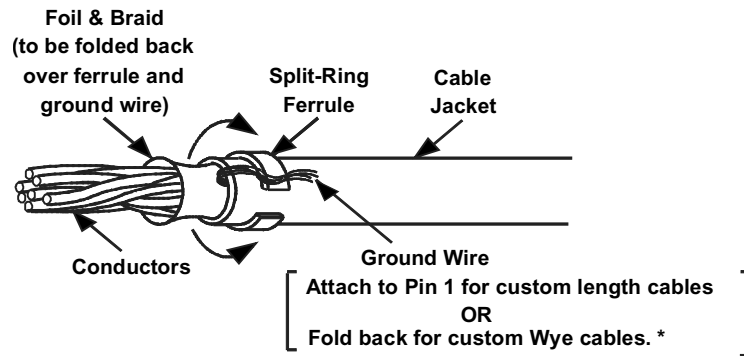 Foil & Braid
(to be folded back
over ferrule and
ground wire)
Split-Ring
Ferrule
Cable
Jacket
Conductors
Ground Wire
Attach to Pin 1 for custom length cables
OR
Fold back for custom Wye cables. *